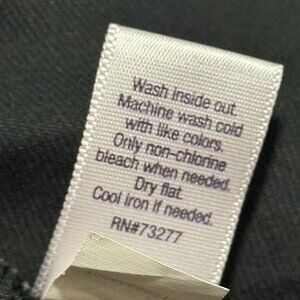 Wash inside out.
Machine wash cold
with like colors.
Only non-chlorine
bleach when needed.
Dry flat.
Cool Iron if needed.
RN#73277